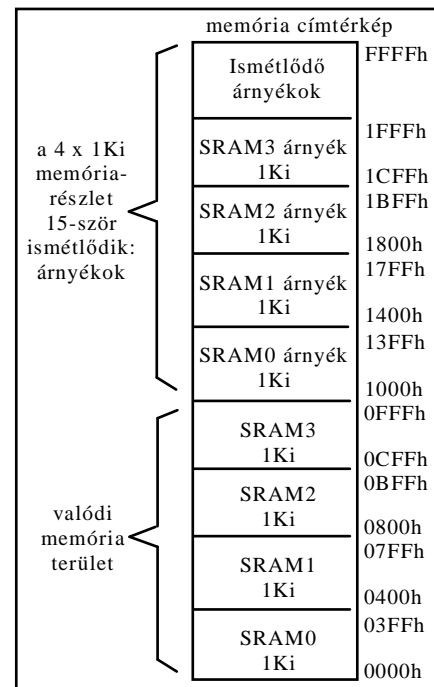 memória címtérkép
FFFFh
Ismétlődő
árnyékok
1FFFh
SRAM3 árnyék
1Ki
1CFFh
1BFFh
SRAM2 árnyék
1Ki
1800h
17FFh
SRAM1 árnyék
1Ki
1400h
13FFh
SRAM0 árnyék
1Ki
1000h
a 4 x 1Ki
memória-
részlet
15-ször
ismétlődik:
árnyékok
0FFFh
SRAM3
1Ki
0CFFh
0BFFh
SRAM2
1Ki
0800h
07FFh
SRAM1
1Ki
0400h
03FFh
SRAM0
1Ki
0000h
valódi
memória
terület